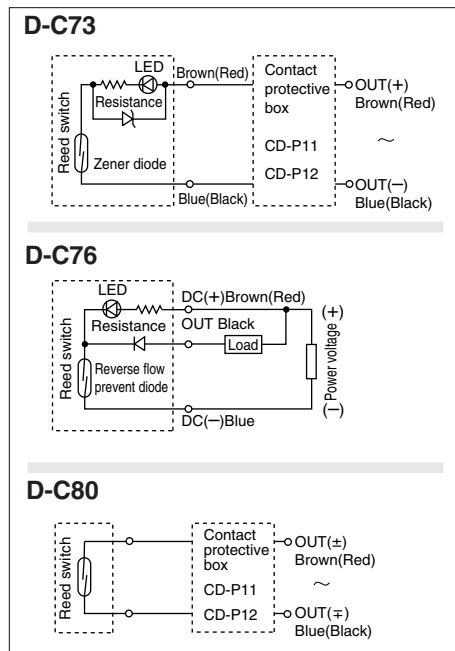 D-C73
LED
Brown(Red)
Resistance
Reed switch
Zener diode
Blue(Black)
Contact
protective
box
CD-P11
CD-P12
OUT(+)
Brown(Red)
~
OUT(−)
Blue(Black)
D-C76
LED
DC(+)Brown(Red)
Resistance
OUT Black
Load
Reed switch
Reverse flow
prevent diode
DC(−)Blue
(+)
Power voltage
(−)
D-C80
Reed switch
Contact
protective
box
CD-P11
CD-P12
OUT(±)
Brown(Red)
~
OUT(∓)
Blue(Black)